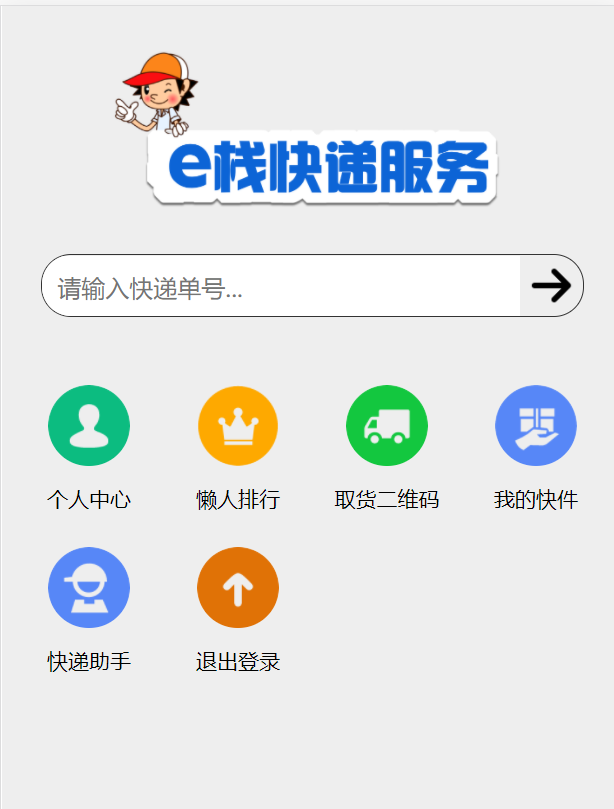 e栈快递服务
请输入快递单号...
个人中心
懒人排行
取货二维码
我的快件
快递助手
退出登录